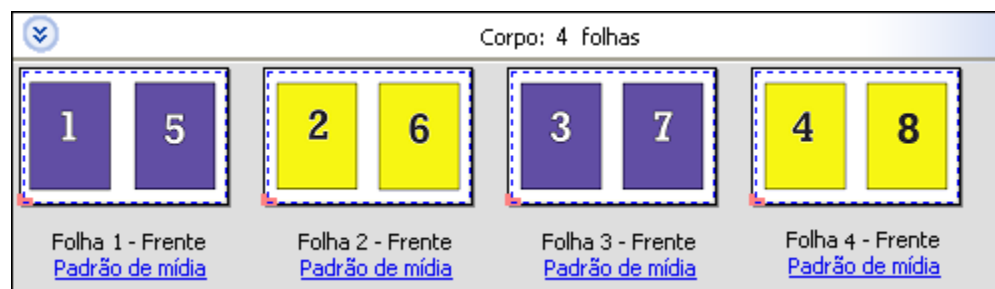 Corpo: 4 folhas
1 5 2 6 3 7 4 8
Folha 1 - Frente Folha 2 - Frente Folha 3 - Frente Folha 4 - Frente
Padrão de mídia Padrão de mídia Padrão de mídia Padrão de mídia